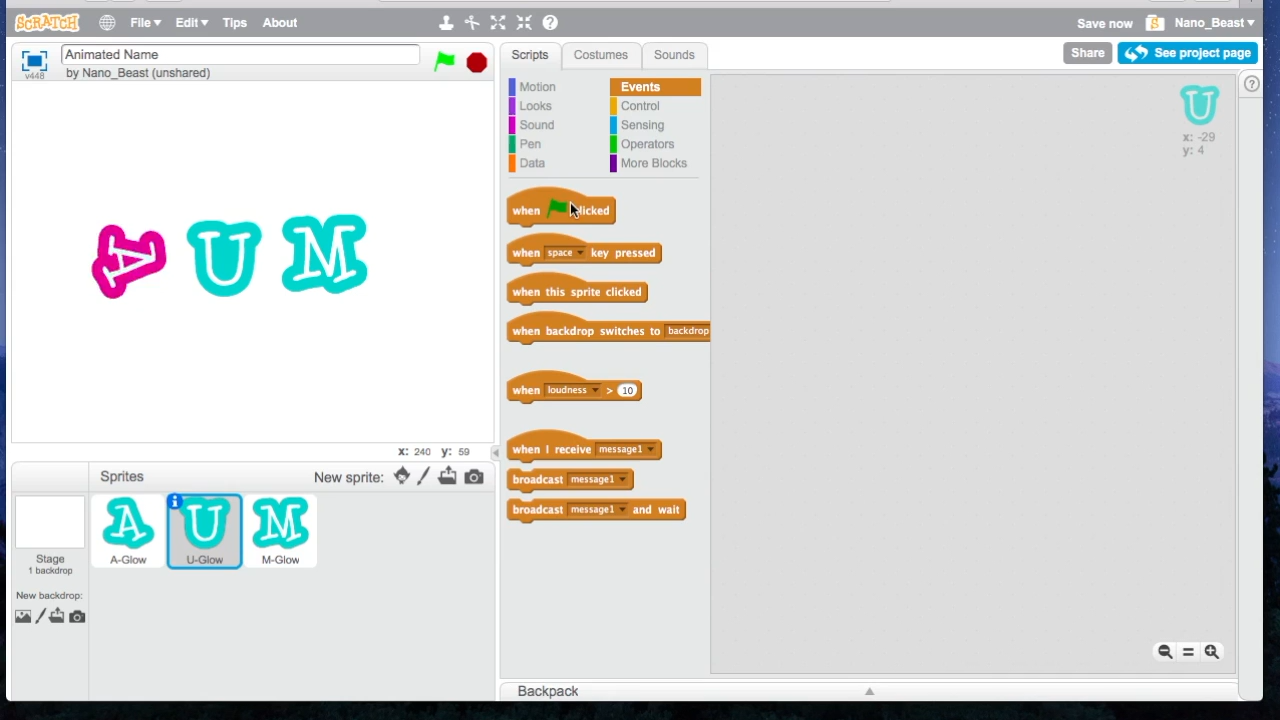 SCRATCH File Edit Tips About Save now Nano_Beast
Animated Name
by Nano_Beast (unshared)
v448
Scripts Costumes Sounds Share See project page
Motion Events
Looks Control
Sound Sensing
Pen Operators
Data More Blocks
U
x: -29
y: 4
when clicked
when space key pressed
when this sprite clicked
when backdrop switches to backdrop
when loudness > 10
when I receive message1
broadcast message1
broadcast message1 and wait
A U M
x: 240 y: 59
Sprites New sprite:
Stage
1 backdrop
New backdrop:
A U M
A-Glow U-Glow M-Glow
Backpack